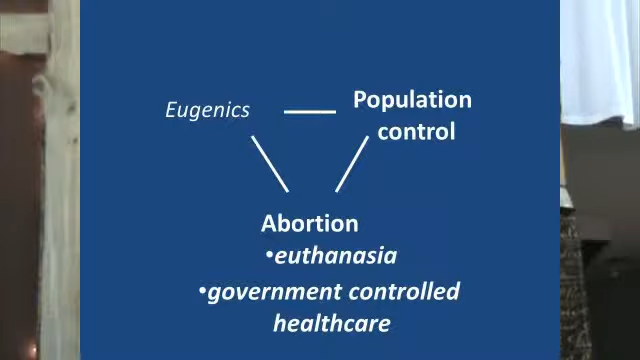 Eugenics
Population
control
Abortion
•euthanasia
•government controlled
healthcare